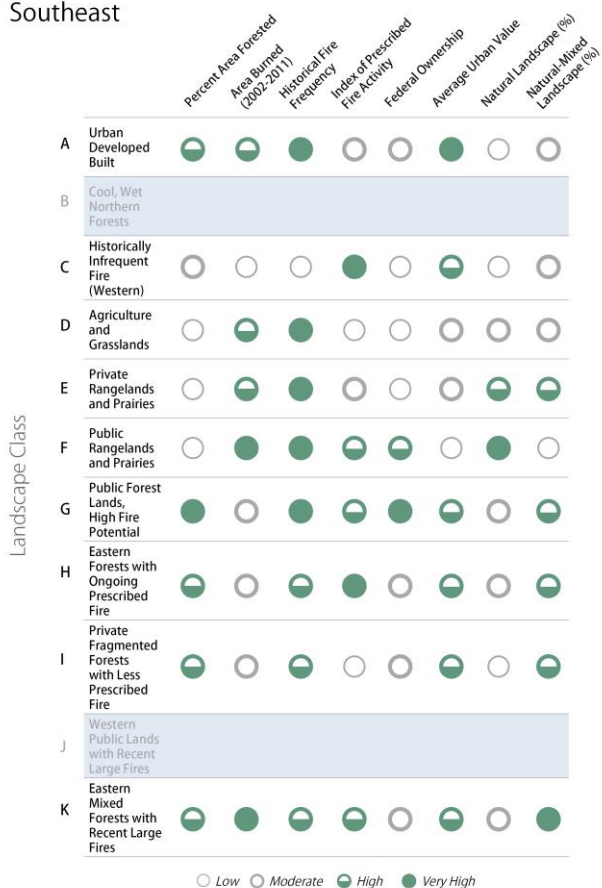 Southeast
Percent Area Forested
Area Burned
(2002-2011)
Historical Fire
Frequency
Index of Prescribed
Fire Activity
Federal Ownership
Average Urban Value
Natural Landscape (%)
Natural-Mixed
Landscape (%)
Landscape Class
A
Urban
Developed
Built
B
Cool, Wet
Northern
Forests
C
Historically
Infrequent
Fire
(Western)
D
Agriculture
and
Grasslands
E
Private
Rangelands
and Prairies
F
Public
Rangelands
and Prairies
G
Public Forest
Lands,
High Fire
Potential
H
Eastern
Forests with
Ongoing
Prescribed
Fire
I
Private
Fragmented
Forests
with Less
Prescribed
Fire
J
Western
Public Lands
with Recent
Large Fires
K
Eastern
Mixed
Forests with
Recent Large
Fires
Low Moderate High Very High